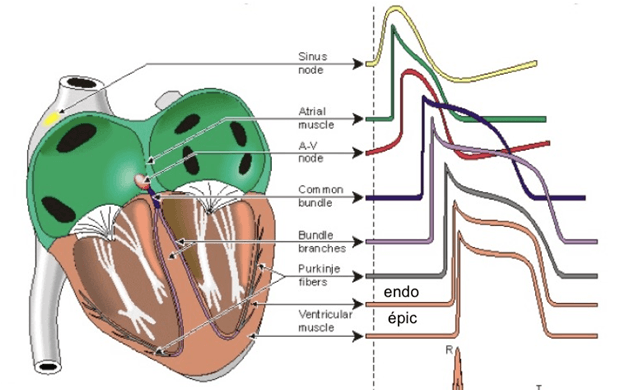 Sinus
node
Atrial
muscle
A-V
node
Common
bundle
Bundle
branches
Purkinje
fibers
endo
Ventricular
muscle
épic
R
T